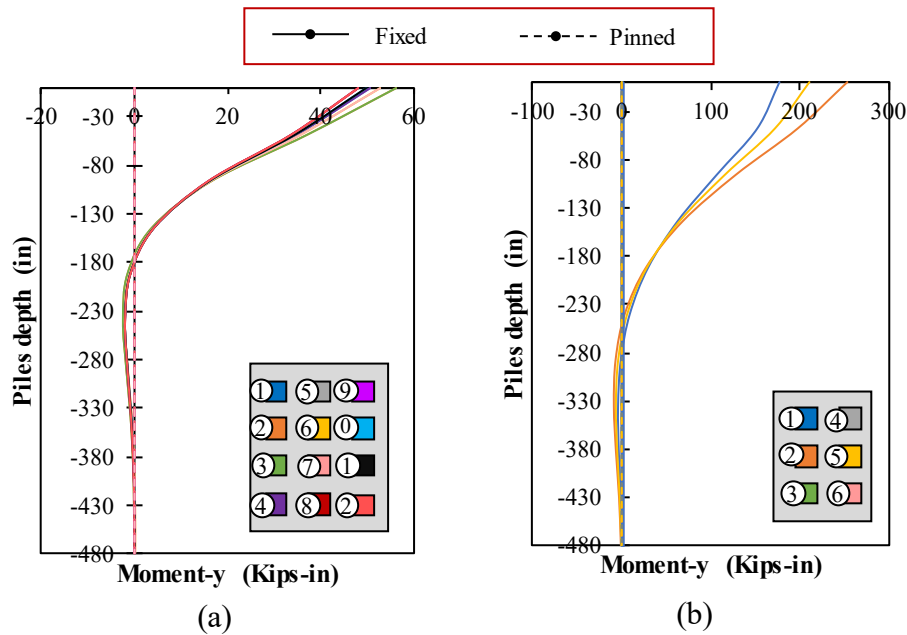 Fixed
Pinned
-20 0 20 40 60
-30
-80
-130
-180
-230
-280
-330
-380
-430
-480
Piles depth (in)
1 5 9
2 6 0
3 7 1
4 8 2
Moment-y (Kips-in)
(a)
-100 0 100 200 300
-30
-80
-130
-180
-230
-280
-330
-380
-430
-480
Piles depth (in)
1 4
2 5
3 6
Moment-y (Kips-in)
(b)